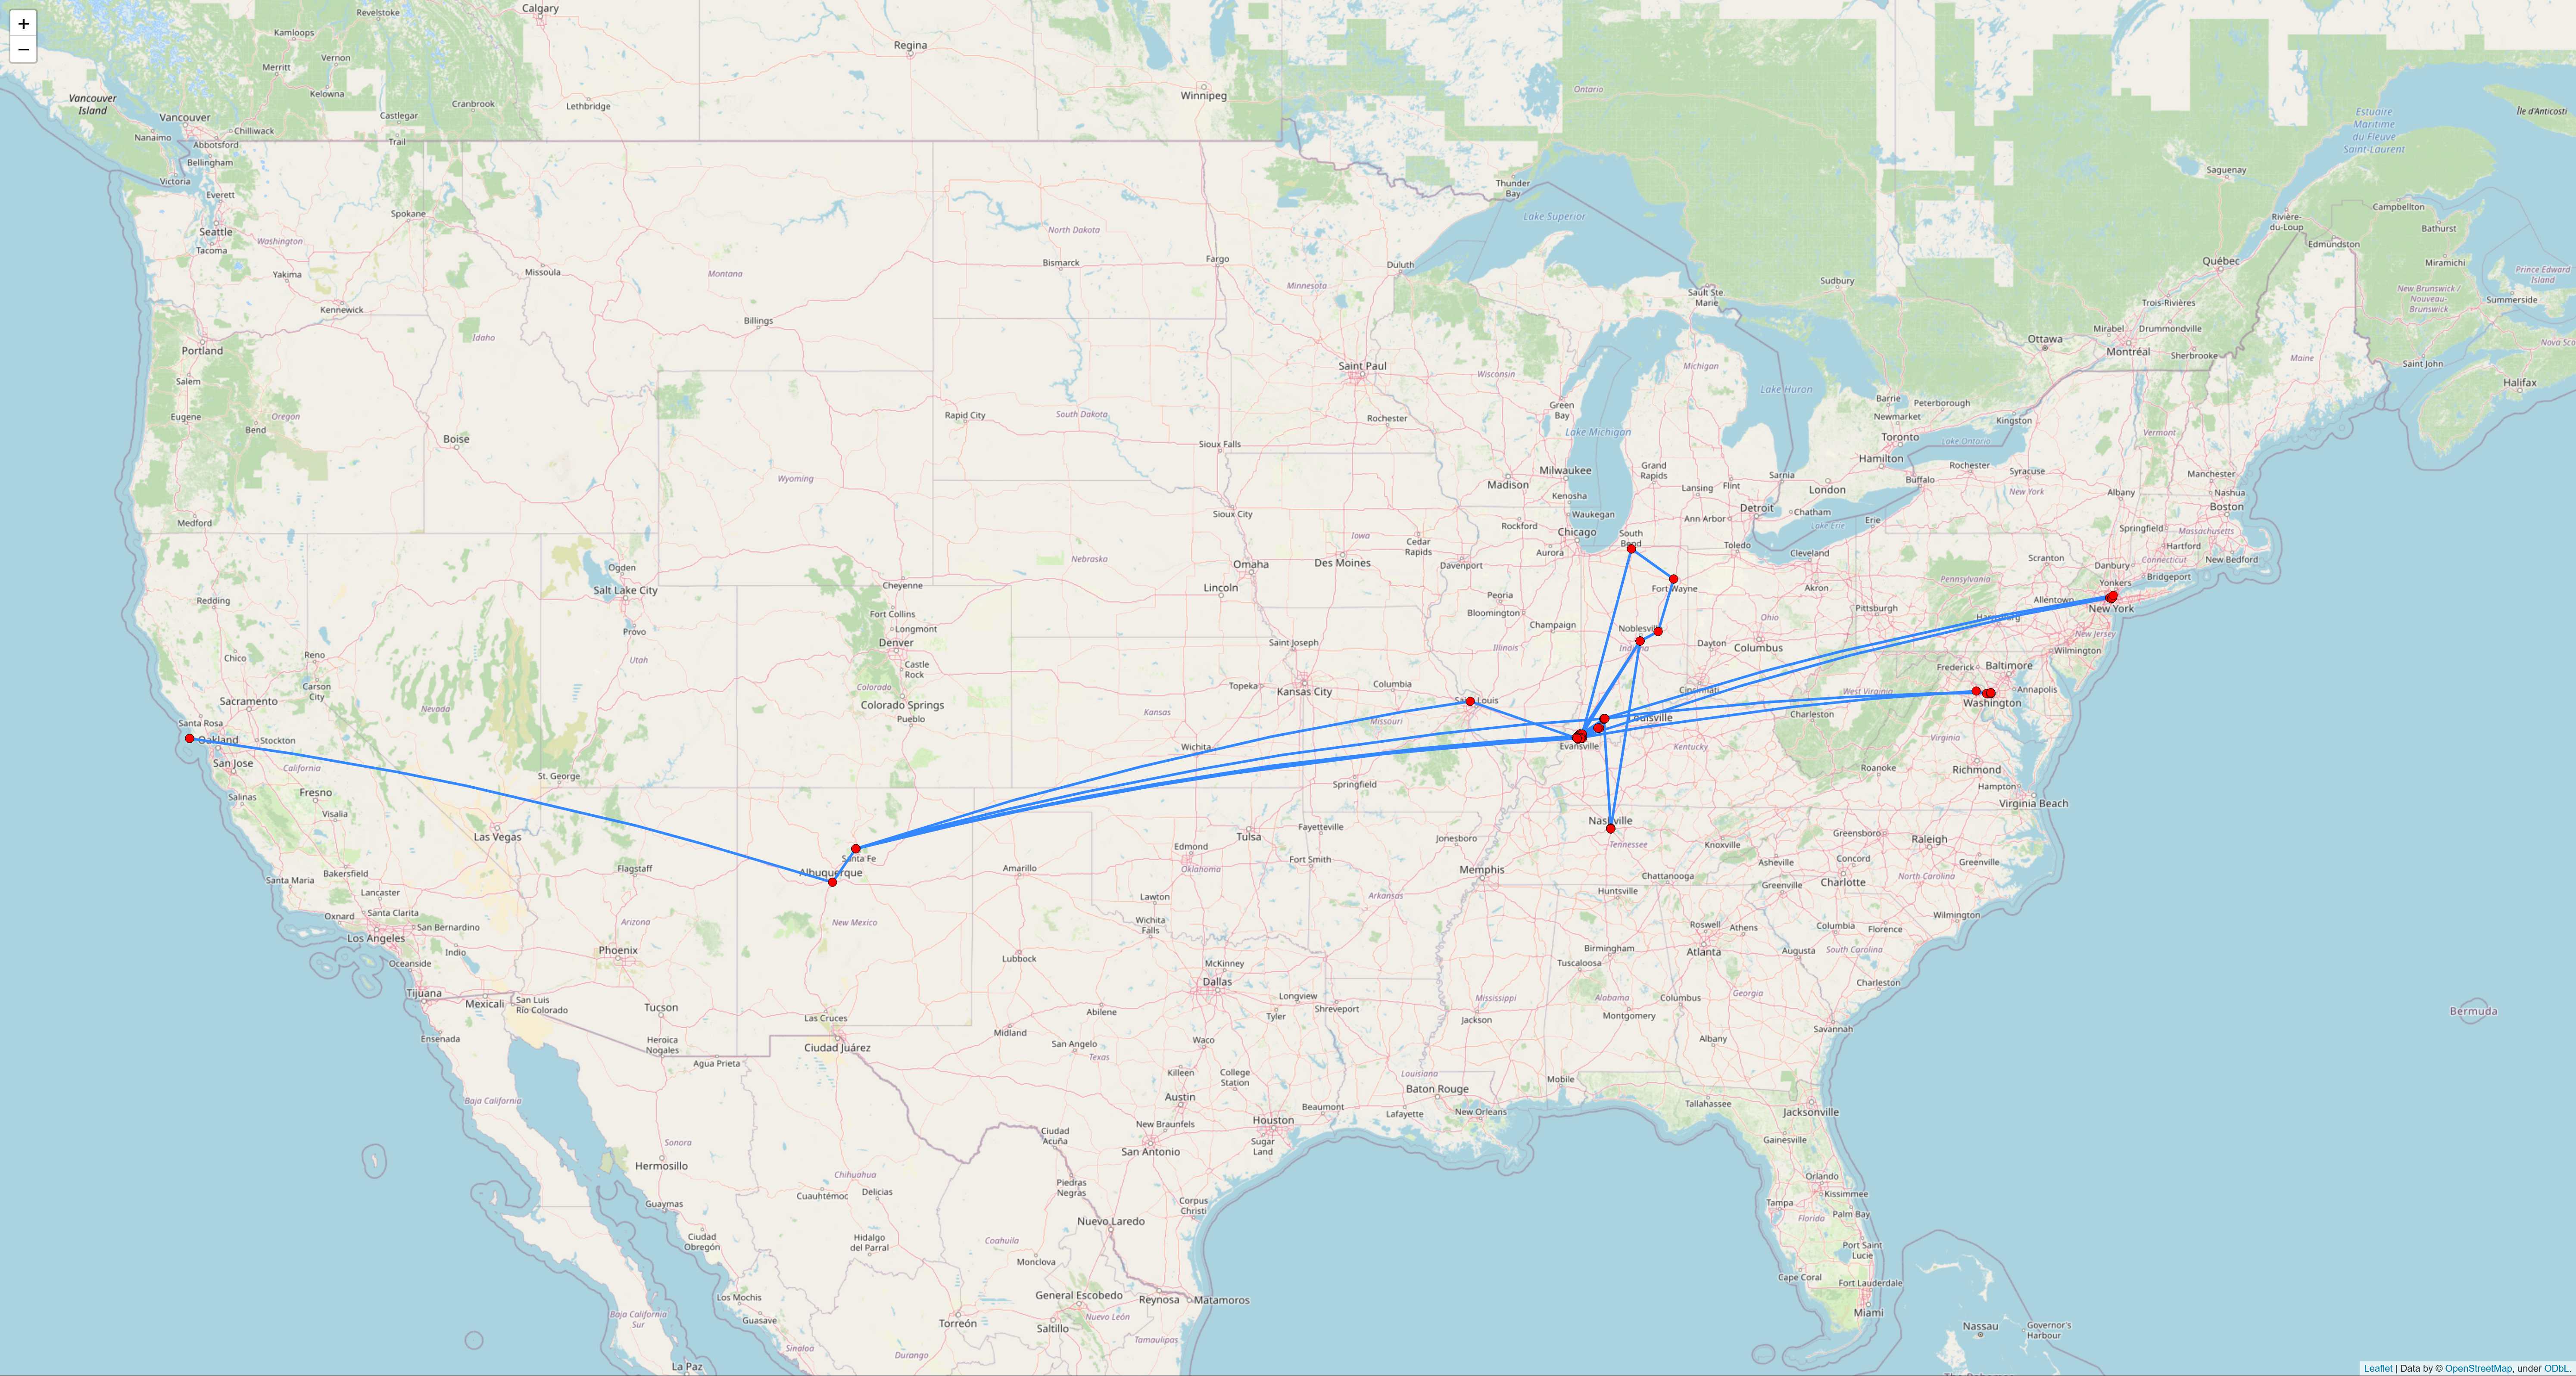 +
−
Calgary
Revelstoke
Kamloops
Regina
Vernon
Merritt
Kelowna
Vancouver
Island
Cranbrook
Lethbridge
Winnipeg
Ontario
Estuaire
Maritime
du Fleuve
Saint-Laurent
Île d'Anticosti
Vancouver
Castlegar
Nanaimo
Chilliwack
Trail
Abbotsford
Bellingham
Victoria
Everett
Thunder
Bay
Saguenay
Spokane
Seattle
Washington
Tacoma
North Dakota
Lake Superior
Campbellton
Rivière-
du-Loup
Bathurst
Edmundston
Yakima
Missoula
Montana
Bismarck
Fargo
Duluth
Québec
Miramichi
Prince Edward
Island
Kennewick
Minnesota
Sault Ste.
Marie
Sudbury
Trois-Rivières
New Brunswick /
Nouveau-
Brunswick
Summerside
Billings
Idaho
Portland
Ottawa
Mirabel
Drummondville
Montréal
Sherbrooke
Maine
Nova Sco
Saint John
Halifax
Salem
Saint Paul
Wisconsin
Michigan
Lake Huron
Eugene
Oregon
Bend
Rapid City
South Dakota
Rochester
Green
Bay
Barrie
Peterborough
Newmarket
Kingston
Boise
Sioux Falls
Lake Michigan
Toronto
Lake Ontario
Vermont
Hamilton
Wyoming
Milwaukee
Madison
Kenosha
Grand
Rapids
Lansing
Flint
Sarnia
London
Rochester
Syracuse
Buffalo
New York
Albany
Manchester
Nashua
Boston
Medford
Sioux City
Waukegan
Rockford
Chicago
Ann Arbor
Detroit
Chatham
Lake Erie
Erie
Springfield
Massachusetts
Iowa
Cedar
Rapids
Aurora
South
Bend
Toledo
Cleveland
Hartford
Scranton
Connecticut
New Bedford
Danbury
Bridgeport
Yonkers
Ogden
Nebraska
Omaha
Des Moines
Davenport
Salt Lake City
Cheyenne
Lincoln
Fort Wayne
Akron
Pennsylvania
Allentown
New York
Redding
Fort Collins
Longmont
Peoria
Bloomington
Pittsburgh
Harrisburg
Provo
Denver
Champaign
Noblesville
Ohio
New Jersey
Saint Joseph
Illinois
Indiana
Dayton
Columbus
Wilmington
Chico
Reno
Utah
Castle
Rock
Frederick
Baltimore
Carson
City
Colorado
Topeka
Kansas City
Columbia
Cincinnati
West Virginia
Annapolis
Nevada
Sacramento
Colorado Springs
Pueblo
Kansas
Saint Louis
Missouri
Louisville
Charleston
Washington
Santa Rosa
Oakland
Stockton
Wichita
Evansville
Kentucky
Virginia
San Jose
California
St. George
Roanoke
Richmond
Salinas
Fresno
Springfield
Hampton
Virginia Beach
Visalia
Las Vegas
Tulsa
Fayetteville
Jonesboro
Nashville
Tennessee
Knoxville
Greensboro
Raleigh
Santa Fe
Edmond
Fort Smith
Asheville
Concord
Greenville
Santa Maria
Bakersfield
Flagstaff
Albuquerque
Amarillo
Oklahoma
Memphis
Chattanooga
Charlotte
North Carolina
Lancaster
Lawton
Arkansas
Huntsville
Greenville
Oxnard
Santa Clarita
San Bernardino
Arizona
New Mexico
Wichita
Falls
Roswell
Athens
Columbia
Florence
Wilmington
Los Angeles
Phoenix
Birmingham
Atlanta
Augusta
South Carolina
Oceanside
Indio
Lubbock
McKinney
Tuscaloosa
Dallas
Charleston
Tijuana
Mexicali
San Luis
Río Colorado
Tucson
Abilene
Longview
Tyler
Shreveport
Mississippi
Alabama
Columbus
Georgia
Las Cruces
Jackson
Montgomery
Bermuda
Ensenada
Heroica
Nogales
Ciudad Juárez
Midland
San Angelo
Texas
Waco
Savannah
Agua Prieta
Albany
Killeen
College
Station
Louisiana
Mobile
Baton Rouge
Baja California
Austin
Beaumont
Lafayette
New Orleans
Tallahassee
Jacksonville
Ciudad
Acuña
New Braunfels
Houston
Sonora
San Antonio
Sugar
Land
Gainesville
Hermosillo
Chihuahua
Piedras
Negras
Orlando
Kissimmee
Guaymas
Cuauhtémoc
Delicias
Corpus
Christi
Tampa
Palm Bay
Florida
Nuevo Laredo
Ciudad
Obregón
Hidalgo
del Parral
Coahuila
Monclova
Port Saint
Lucie
Cape Coral
Fort Lauderdale
Los Mochis
General Escobedo
Reynosa
Matamoros
Miami
Baja California
Sur
Guasave
Torreón
Saltillo
Nuevo León
Nassau
Governor's
Harbour
Sinaloa
Durango
Tamaulipas
La Paz
Leaflet | Data by © OpenStreetMap, under ODbL.